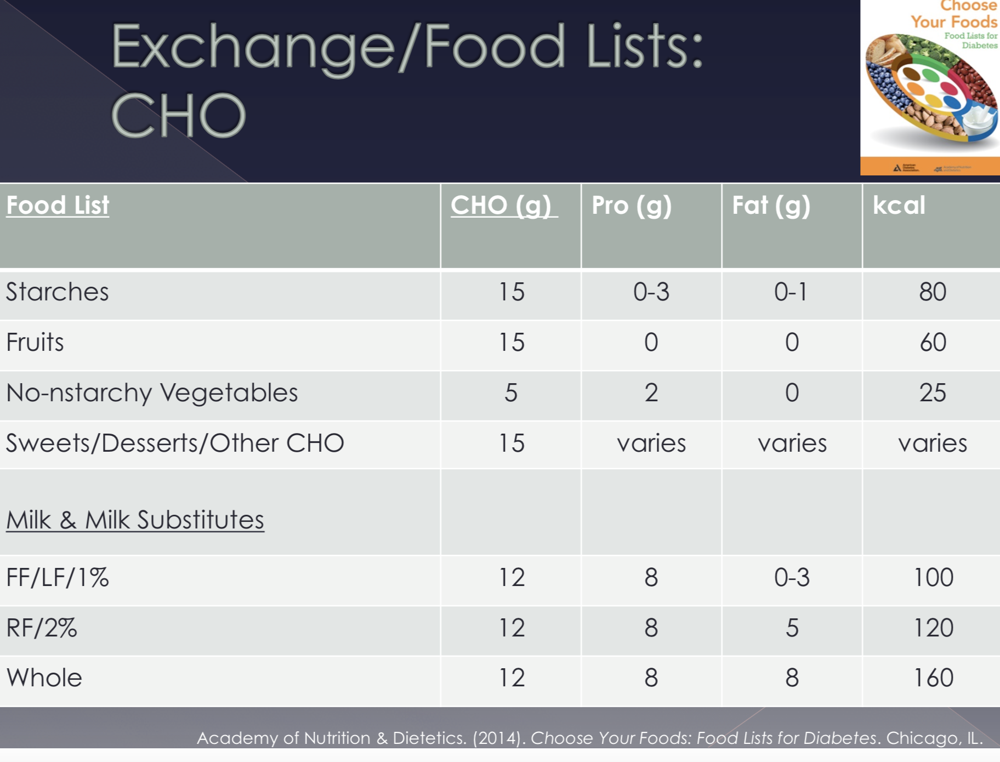 Exchange/Food Lists:
CHO
Choose
Your Foods
Food Lists for
Diabetes
American
Diabetes
Association.
Food List CHO (g) Pro (g) Fat (g) kcal
Starches 15 0-3 0-1 80
Fruits 15 0 0 60
No-nstarchy Vegetables 5 2 0 25
Sweets/Desserts/Other CHO 15 varies varies varies
Milk & Milk Substitutes
FF/LF/1% 12 8 0-3 100
RF/2% 12 8 5 120
Whole 12 8 8 160
Academy of Nutrition & Dietetics. (2014). Choose Your Foods: Food Lists for Diabetes. Chicago, IL.